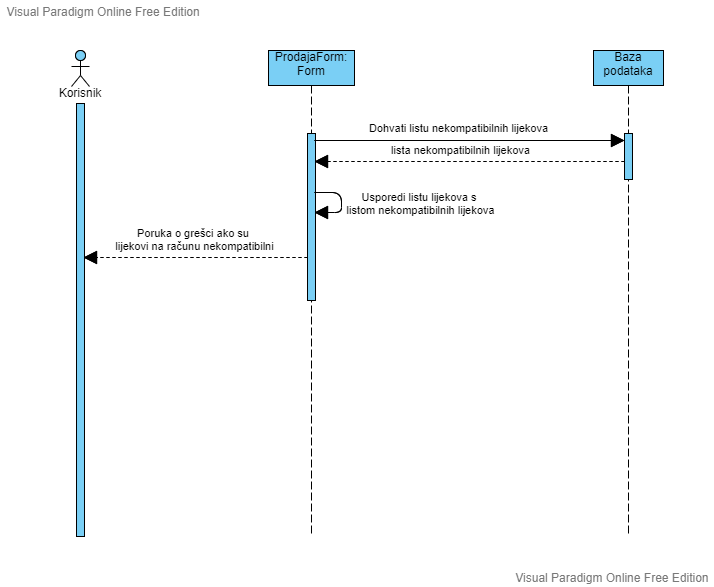 Visual Paradigm Online Free Edition
Korisnik
ProdajaForm:
Form
Baza
podataka
Dohvati listu nekompatibilnih lijekova
lista nekompatibilnih lijekova
Usporedi listu lijekova s
listom nekompatibilnih lijekova
Poruka o grešci ako su
lijekovi na računu nekompatibilni
Visual Paradigm Online Free Edition